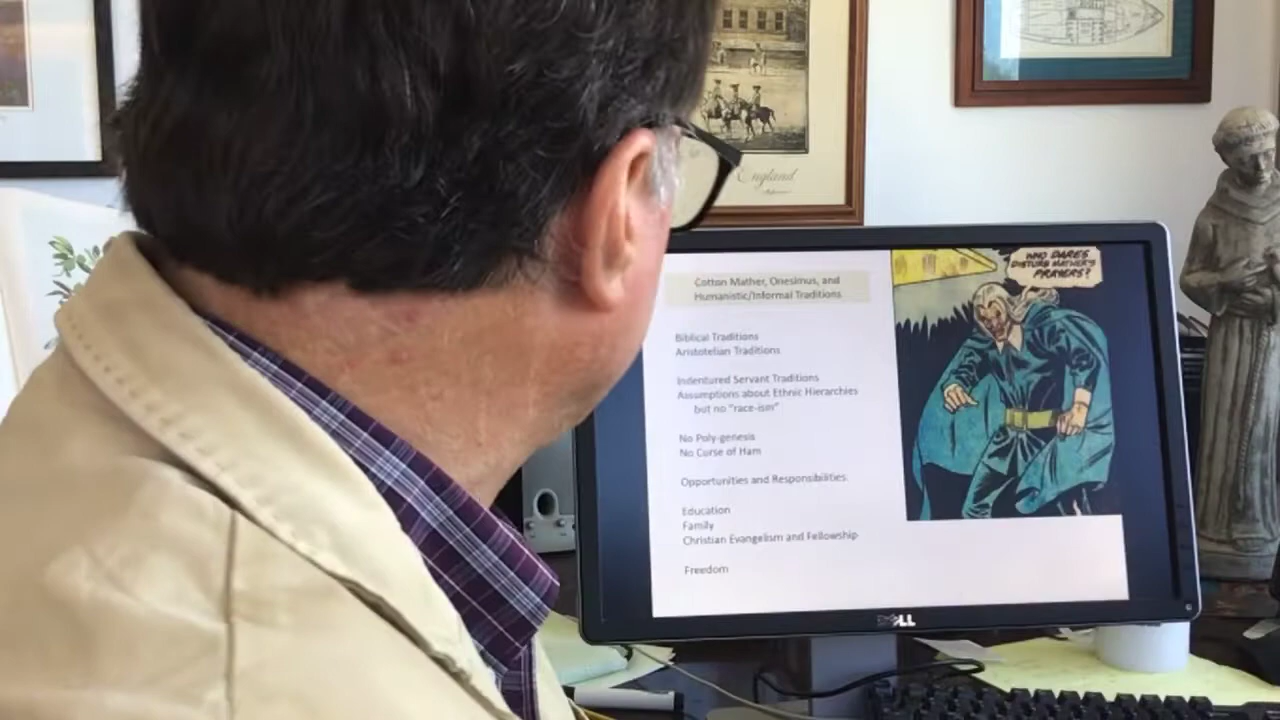 England
WHO DARES
DISTURB MATHER'S
PRAYERS?
Cotton Mather, Onesimus, and
Humanistic/Informal Traditions
Biblical Traditions
Aristotelian Traditions
Indentured Servant Traditions
Assumptions about Ethnic Hierarchies
but no "race-ism"
No Poly-genesis
No Curse of Ham
Opportunities and Responsibilities
Education
Family
Christian Evangelism and Fellowship
Freedom
DELL